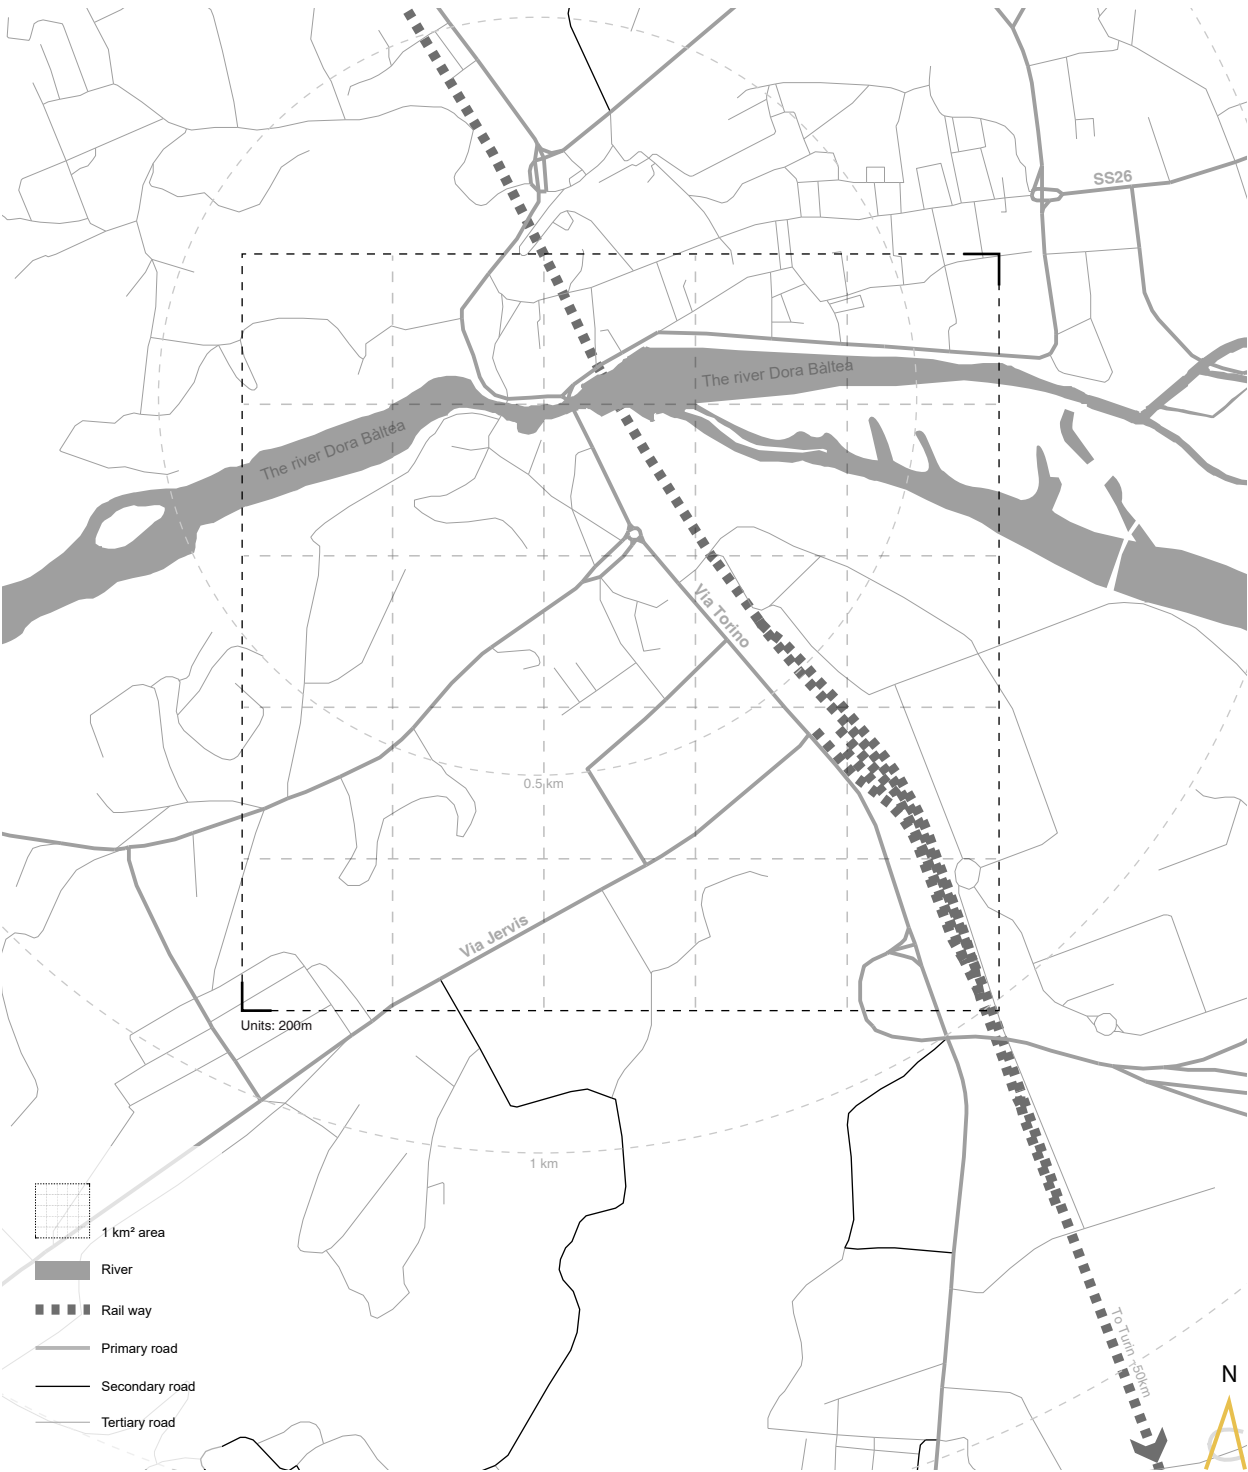 SS26
The river Dora Bàltea
The river Dora Bàltea
Via Torino
0.5 km
Via Jervis
Units: 200m
1 km
1 km² area
River
Rail way
Primary road
Secondary road
Tertiary road
To Turin ~50km
N